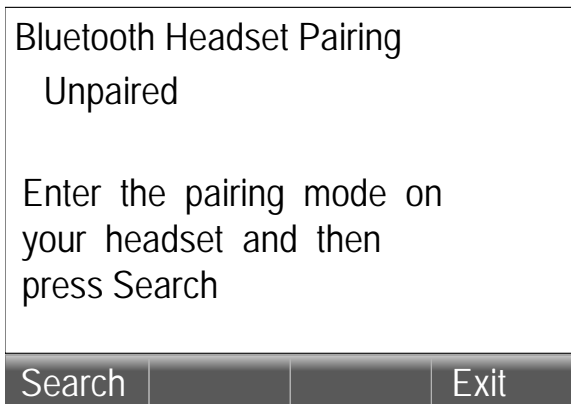 Bluetooth Headset Pairing
Unpaired
Enter the pairing mode on
your headset and then
press Search
Search Exit